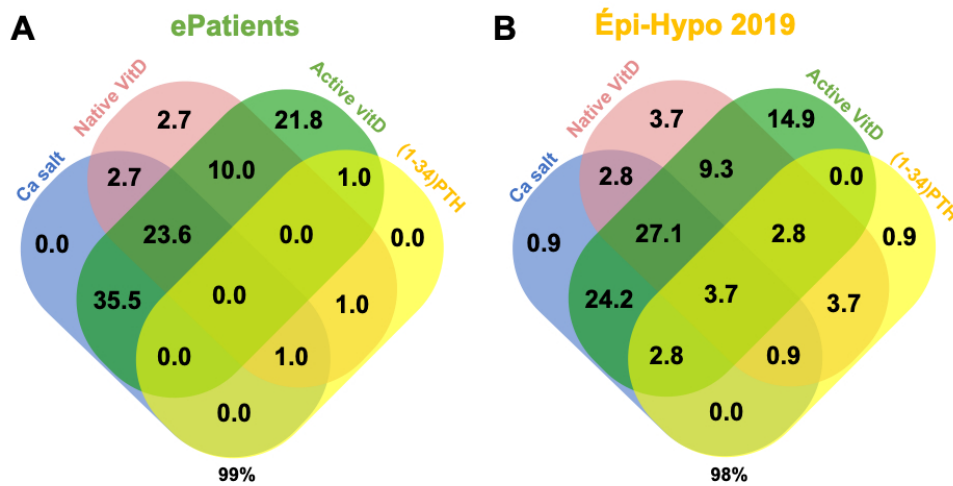 A
ePatients
Native VitD
Active vitD
Ca salt
(1-34)PTH
2.7
21.8
2.7
10.0
1.0
0.0
23.6
0.0
0.0
35.5
0.0
1.0
0.0
1.0
0.0
99%
B
Épi-Hypo 2019
Native VitD
Active VitD
Ca salt
(1-34)PTH
3.7
14.9
2.8
9.3
0.0
0.9
27.1
2.8
0.9
24.2
3.7
3.7
2.8
0.9
0.0
98%